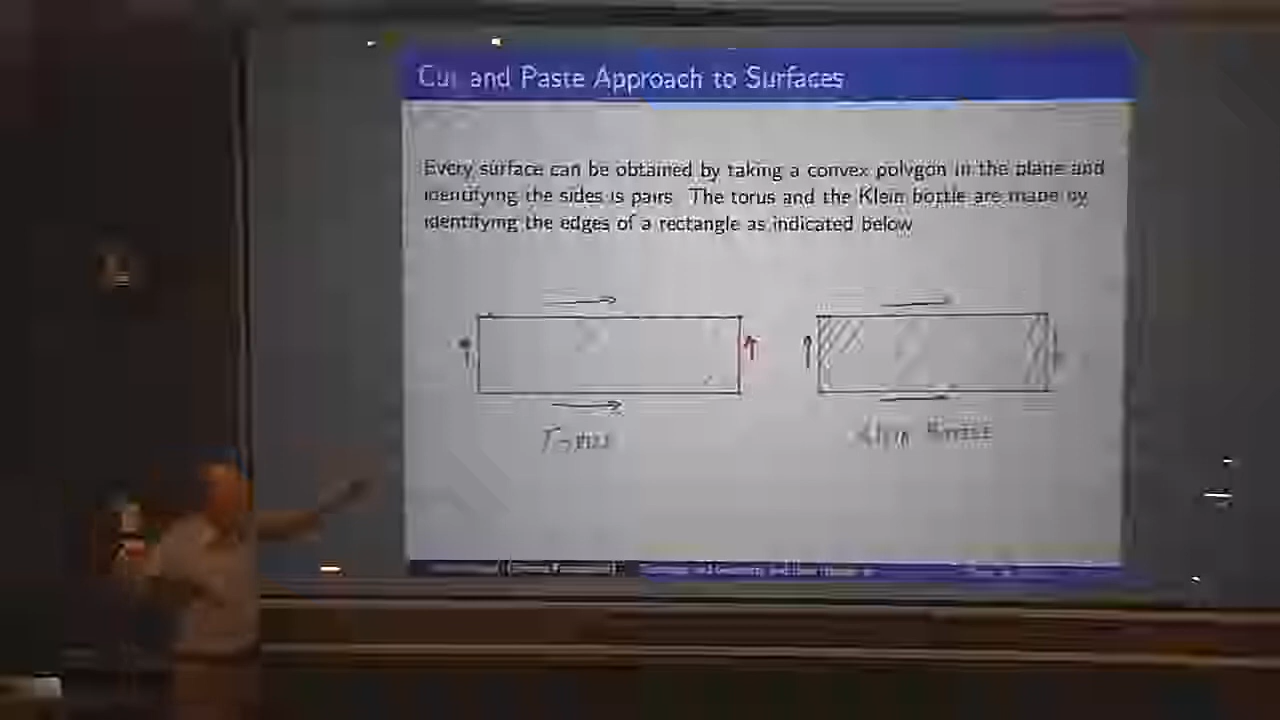 Cut and Paste Approach to Surfaces
Every surface can be obtained by taking a convex polygon in the plane and
identifying the sides is pairs. The torus and the Klein bottle are made by
identifying the edges of a rectangle as indicated below
Torus
Klein Bottle